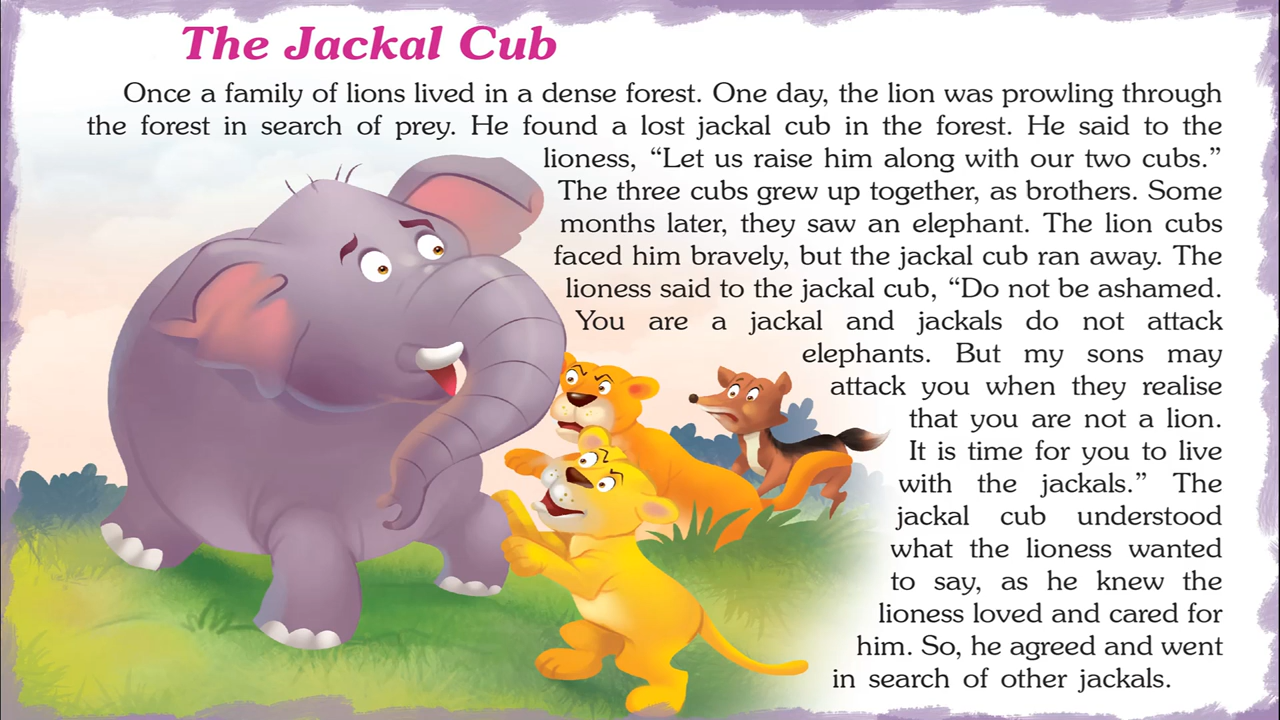 The Jackal Cub
Once a family of lions lived in a dense forest. One day, the lion was prowling through
the forest in search of prey. He found a lost jackal cub in the forest. He said to the
lioness, “Let us raise him along with our two cubs.”
The three cubs grew up together, as brothers. Some
months later, they saw an elephant. The lion cubs
faced him bravely, but the jackal cub ran away. The
lioness said to the jackal cub, “Do not be ashamed.
You are a jackal and jackals do not attack
elephants. But my sons may
attack you when they realise
that you are not a lion.
It is time for you to live
with the jackals.” The
jackal cub understood
what the lioness wanted
to say, as he knew the
lioness loved and cared for
him. So, he agreed and went
in search of other jackals.